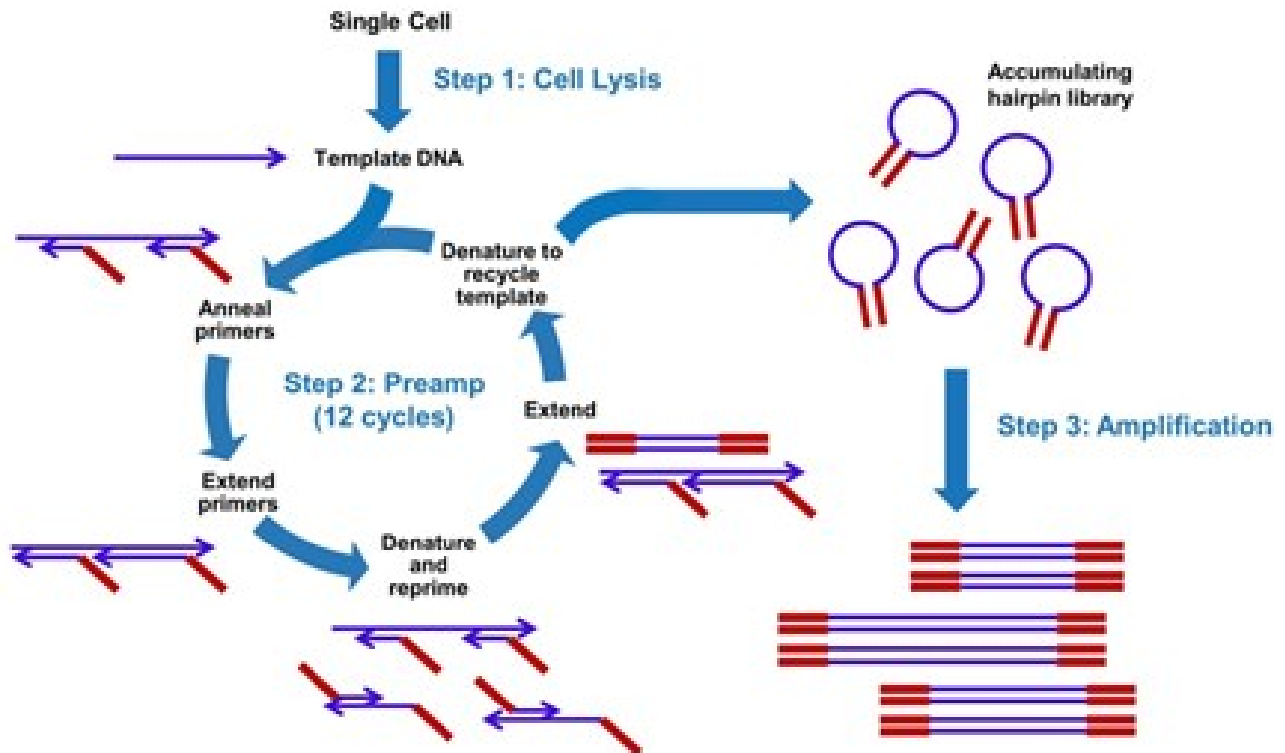 Single Cell
Step 1: Cell Lysis
Template DNA
Accumulating
hairpin library
Denature to
recycle
template
Anneal
primers
Step 2: Preamp
(12 cycles)
Extend
Step 3: Amplification
Extend
primers
Denature
and
reprime